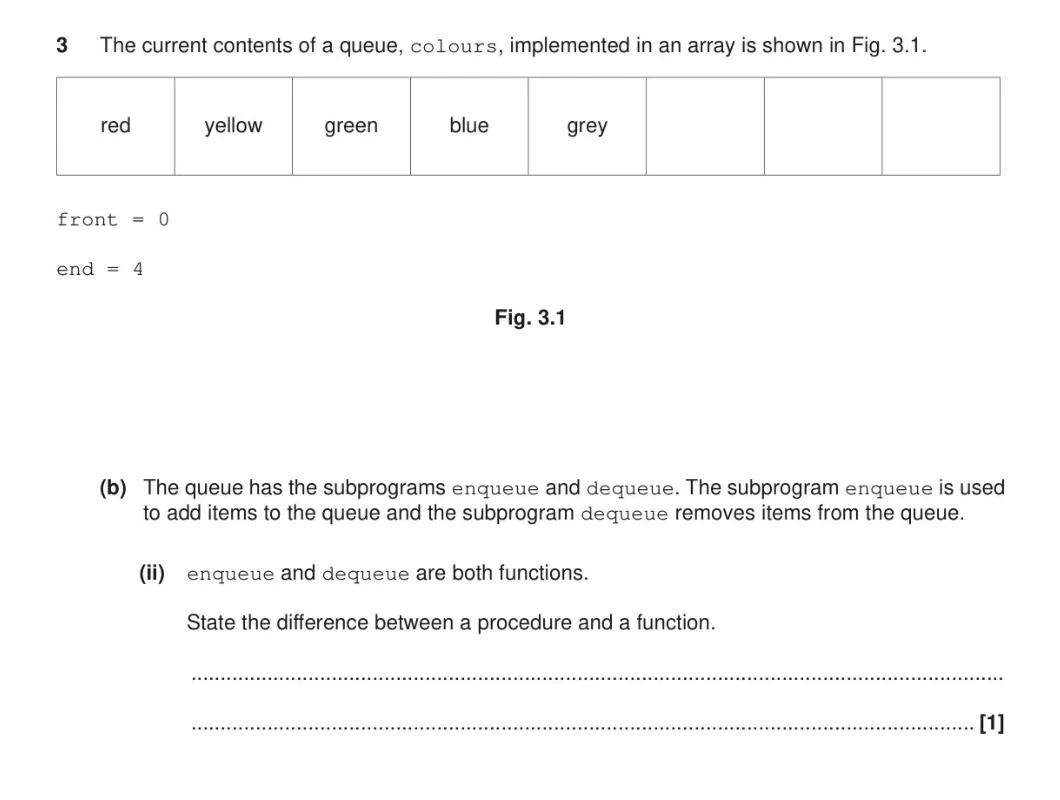 3 The current contents of a queue, colours, implemented in an array is shown in Fig. 3.1.
red yellow green blue grey
front = 0
end = 4
Fig. 3.1
(b) The queue has the subprograms enqueue and dequeue. The subprogram enqueue is used
to add items to the queue and the subprogram dequeue removes items from the queue.
(ii) enqueue and dequeue are both functions.
State the difference between a procedure and a function.
[1]